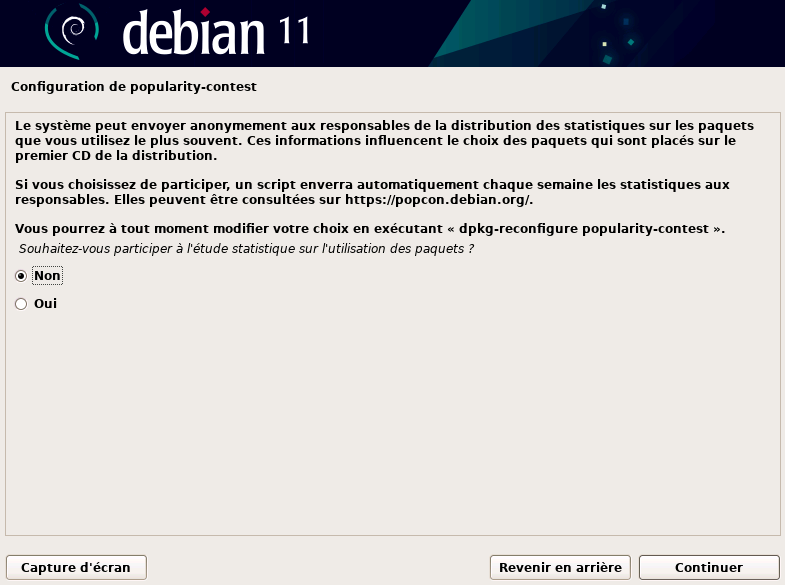 debian 11
Configuration de popularity-contest
Le système peut envoyer anonymement aux responsables de la distribution des statistiques sur les paquets
que vous utilisez le plus souvent. Ces informations influencent le choix des paquets qui sont placés sur le
premier CD de la distribution.
Si vous choisissez de participer, un script enverra automatiquement chaque semaine les statistiques aux
responsables. Elles peuvent être consultées sur https://popcon.debian.org/.
Vous pourrez à tout moment modifier votre choix en exécutant « dpkg-reconfigure popularity-contest ».
Souhaitez-vous participer à l'étude statistique sur l'utilisation des paquets ?
Non
Oui
Capture d'écran
Revenir en arrière
Continuer